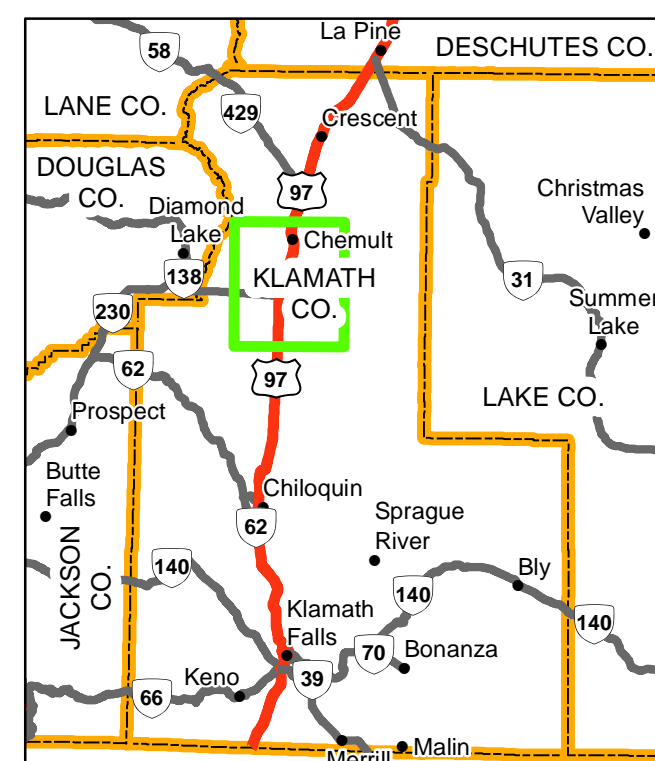 La Pine
58
DESCHUTES CO.
LANE CO.
429
Crescent
DOUGLAS
CO.
97
Christmas
Valley
Diamond
Lake
Chemult
138
KLAMATH
CO.
31
230
Summer
Lake
62
97
LAKE CO.
Prospect
Butte
Falls
Chiloquin
62
Sprague
River
JACKSON
CO.
140
Bly
140
140
Klamath
Falls
70
Bonanza
Keno
39
66
Malin
Merrill